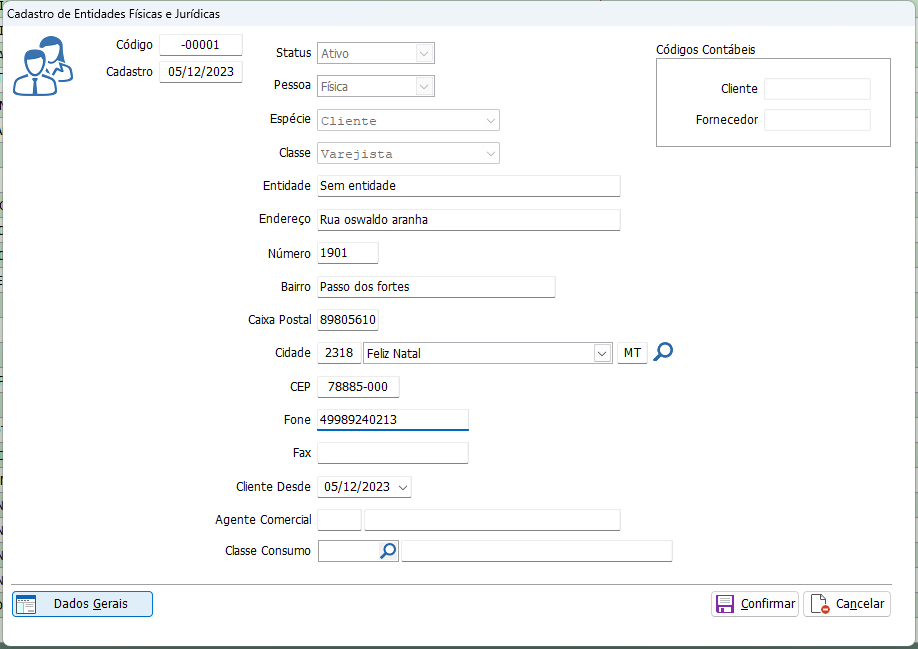 Cadastro de Entidades Físicas e Jurídicas
Código -00001
Cadastro 05/12/2023
Status Ativo
Pessoa Física
Espécie Cliente
Classe Varejista
Códigos Contábeis
Cliente
Fornecedor
Entidade Sem entidade
Endereço Rua oswaldo aranha
Número 1901
Bairro Passo dos fortes
Caixa Postal 89805610
Cidade 2318 Feliz Natal MT
CEP 78885-000
Fone 49989240213
Fax
Cliente Desde 05/12/2023
Agente Comercial
Classe Consumo
Dados Gerais Confirmar Cancelar